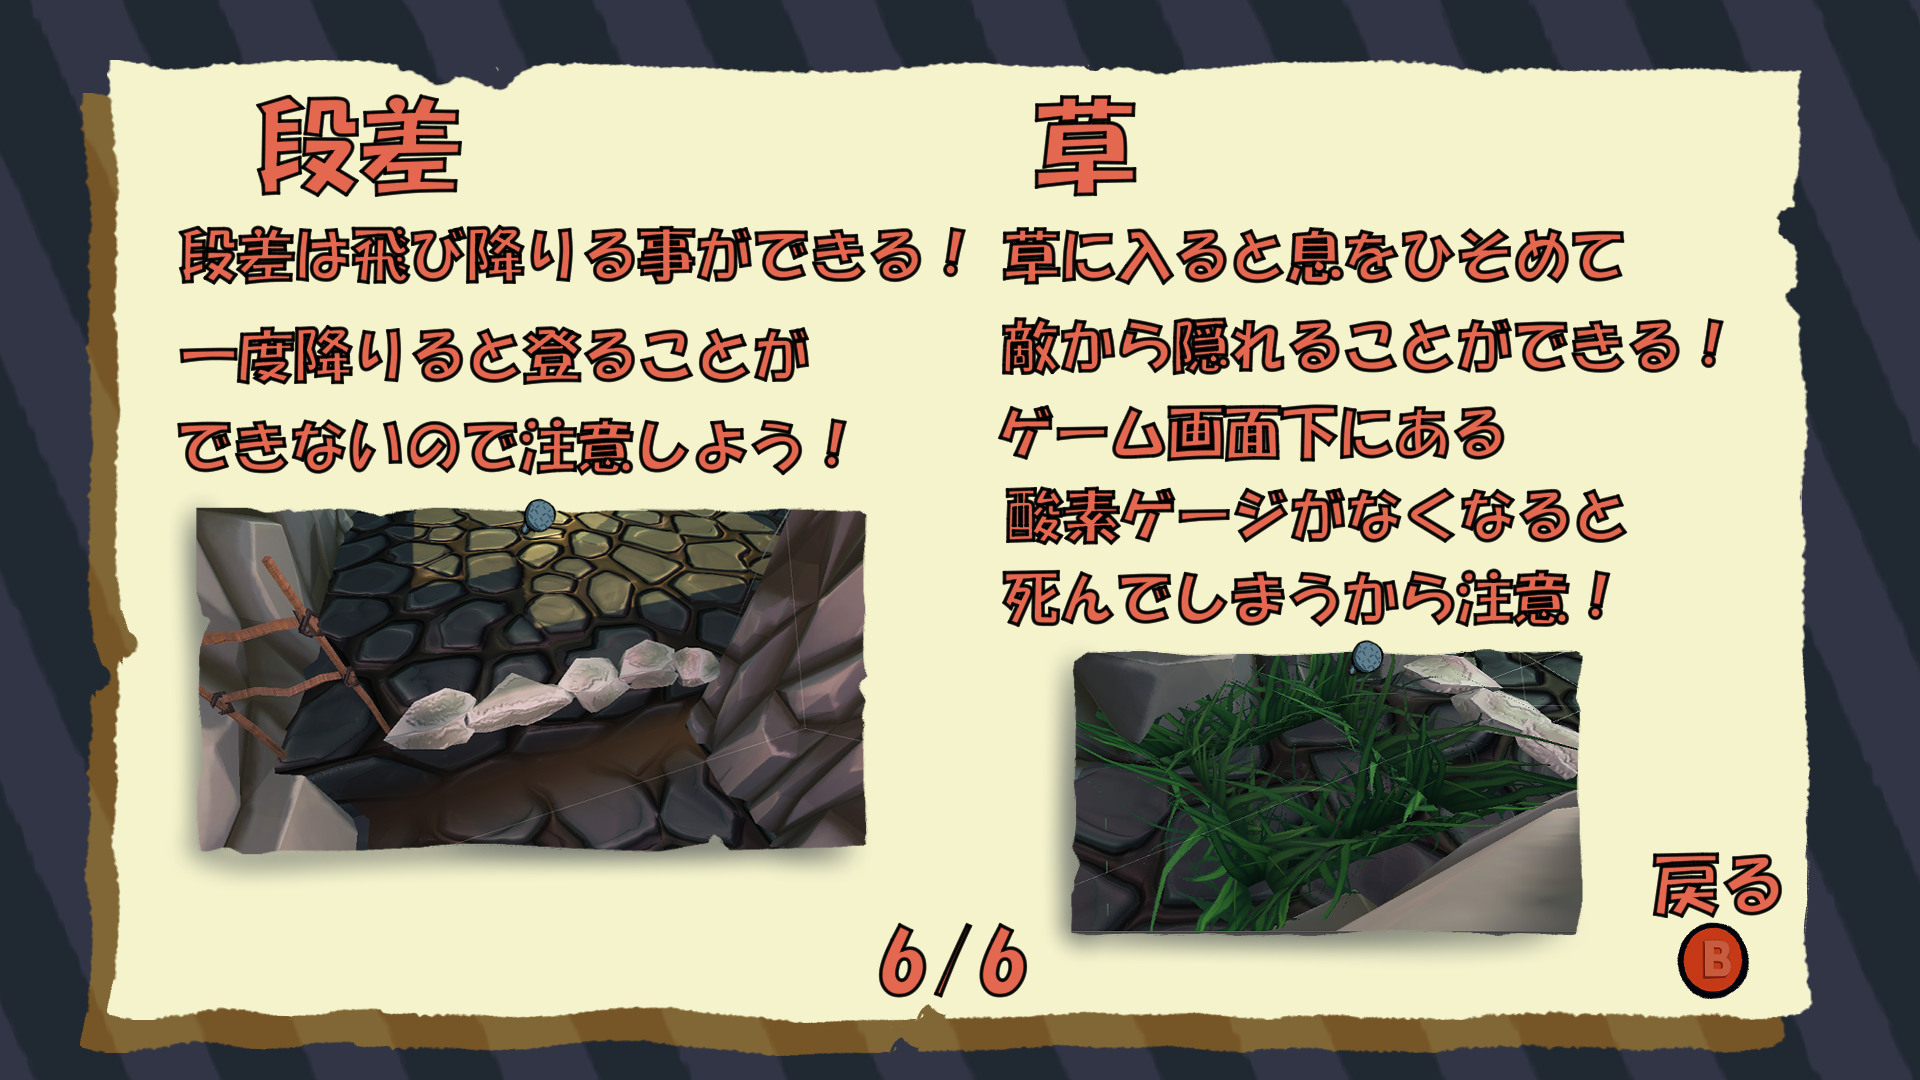 段差
段差は飛び降りる事ができる！
一度降りると登ることが
できないので注意しよう！
草
草に入ると息をひそめて
敵から隠れることができる！
ゲーム画面下にある
酸素ゲージがなくなると
死んでしまうから注意！
6/6
戻る
B